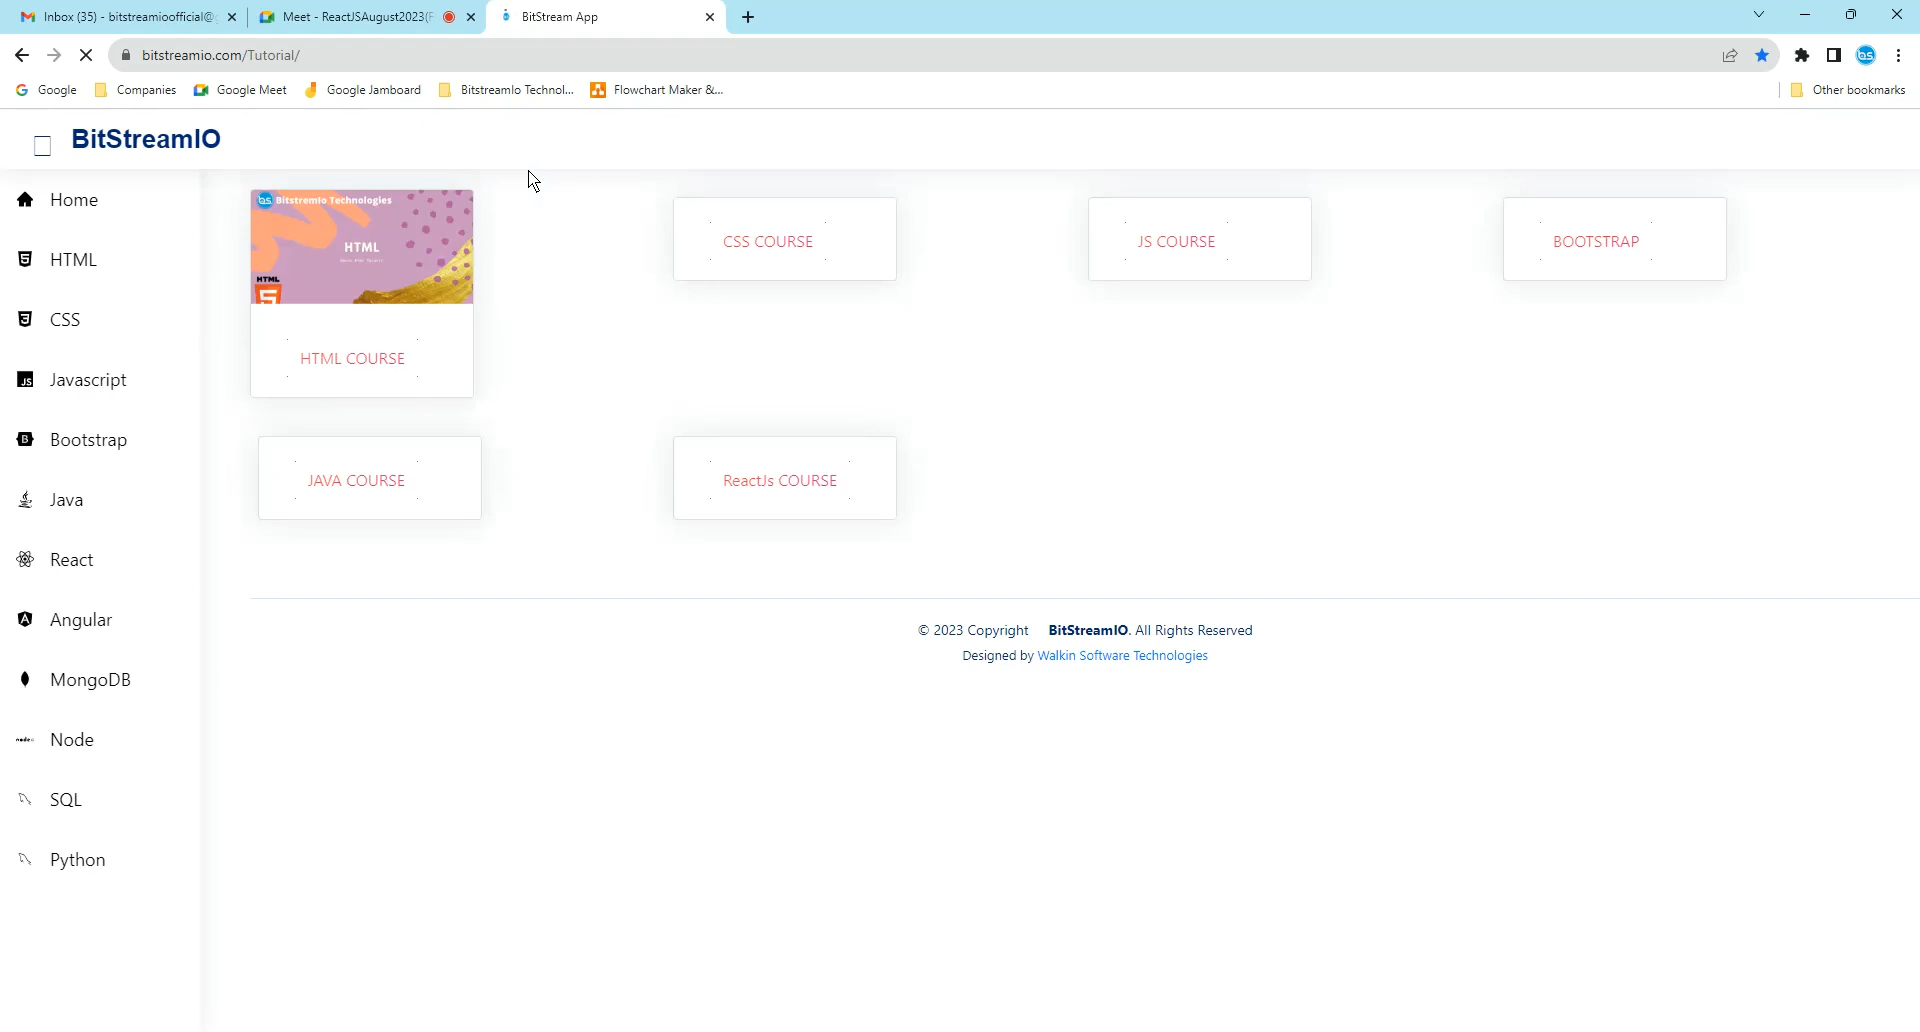 Inbox (35) - bitstreamioofficial@g
Meet - ReactJSAugust2023(F
BitStream App
bitstreamio.com/Tutorial/
Google
Companies
Google Meet
Google Jamboard
BitstreamIo Technol...
Flowchart Maker &...
Other bookmarks
BitStreamIO
Home
HTML
CSS
Javascript
Bootstrap
Java
React
Angular
MongoDB
Node
SQL
Python
bs BitstremIo Technologies
HTML
HTML
HTML COURSE
CSS COURSE
JS COURSE
BOOTSTRAP
JAVA COURSE
ReactJs COURSE
© 2023 Copyright BitStreamIO. All Rights Reserved
Designed by Walkin Software Technologies